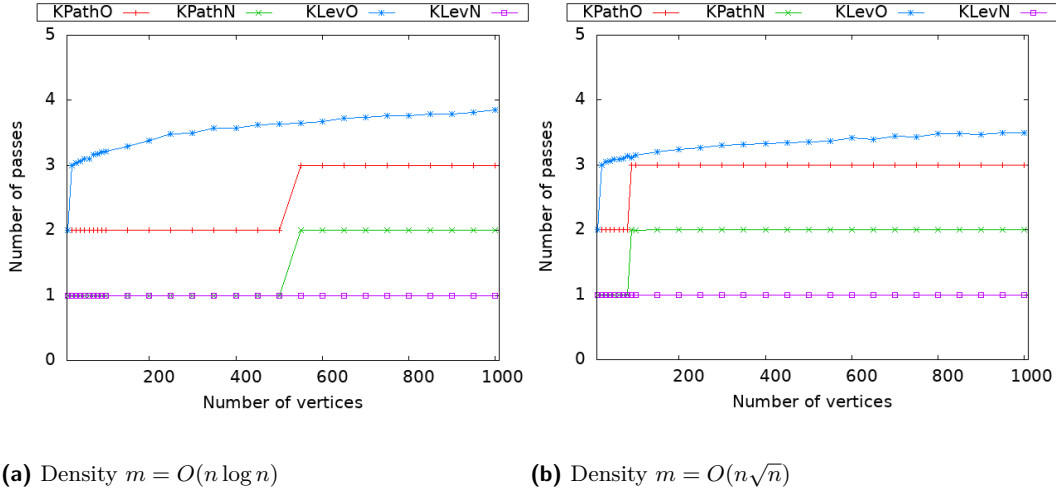 KPathO KPathN KLevO KLevN
5
4
3
2
1
0
200 400 600 800 1000
Number of passes
Number of vertices
(a) Density m = O(n log n)
KPathO KPathN KLevO KLevN
5
4
3
2
1
0
200 400 600 800 1000
Number of passes
Number of vertices
(b) Density m = O(n√n)